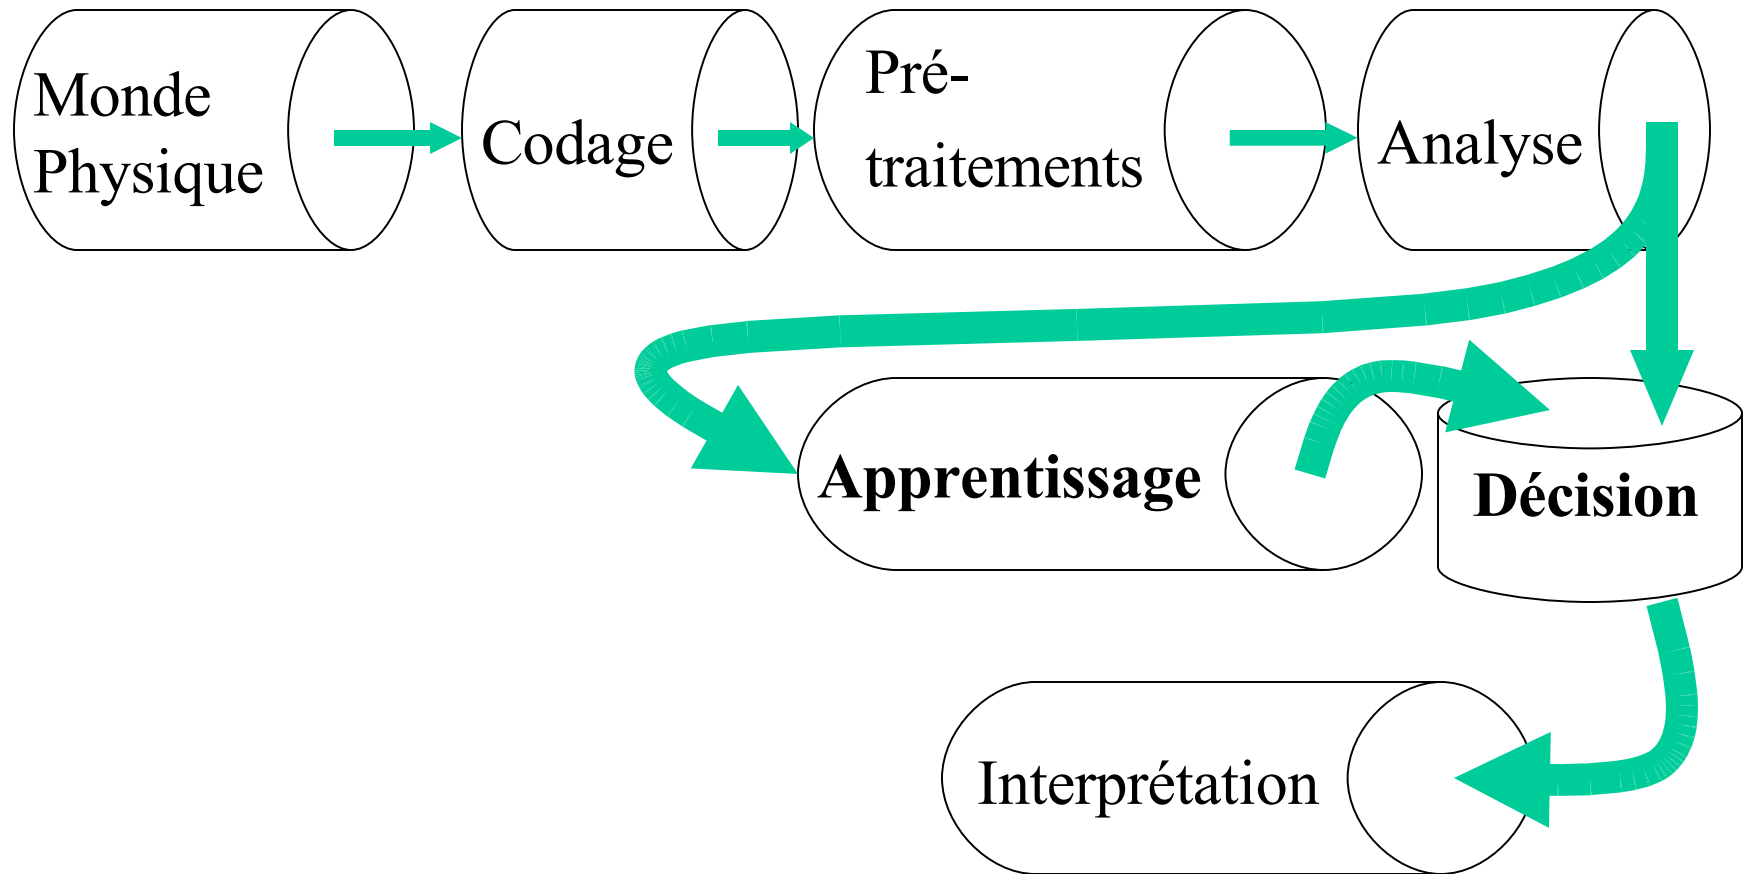 Monde
Physique
Codage
Pré-
traitements
Analyse
Apprentissage
Décision
Interprétation